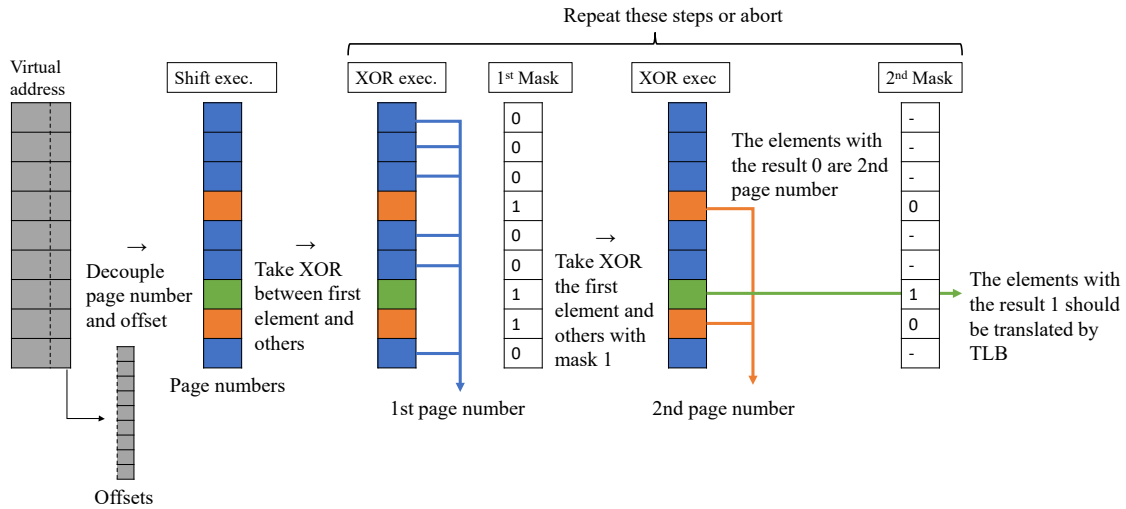 Repeat these steps or abort
Virtual
address
Shift exec.
XOR exec.
1st Mask
XOR exec
2nd Mask
0
0
0
1
0
0
1
1
0
-
-
-
0
-
-
1
0
-
The elements with
the result 0 are 2nd
page number
→
Decouple
page number
and offset
→
Take XOR
between first
element and
others
→
Take XOR
the first
element and
others with
mask 1
The elements with
the result 1 should
be translated by
TLB
Page numbers
1st page number
2nd page number
Offsets